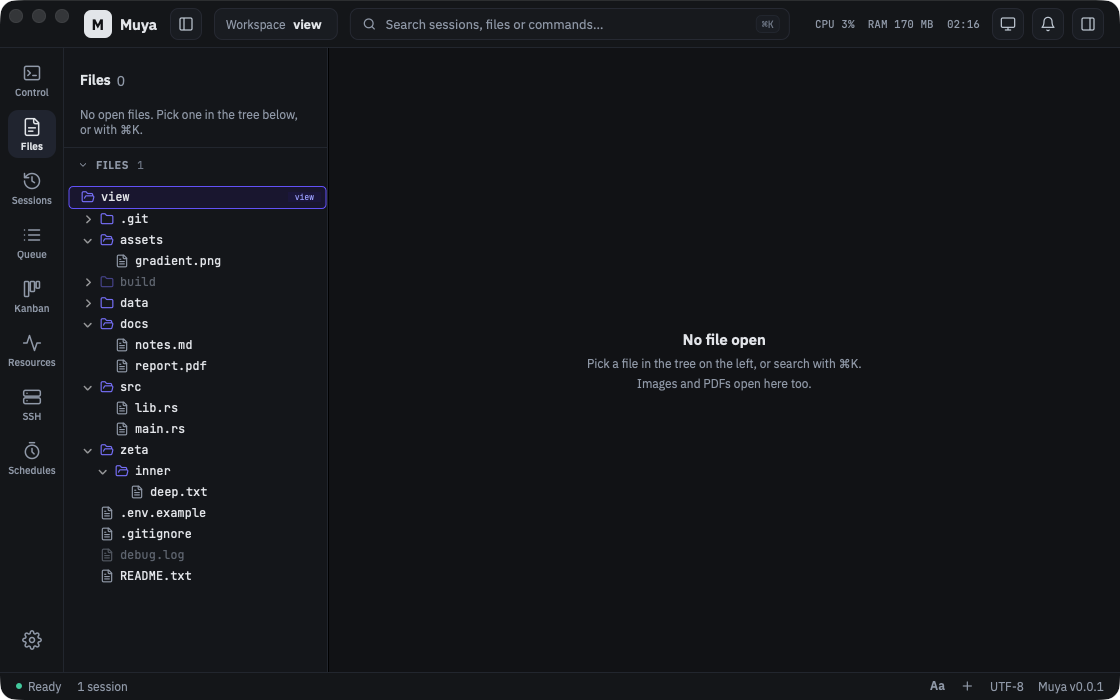 M Muya
Workspace view
Search sessions, files or commands... ⌘K
CPU 3% RAM 170 MB 02:16
Control
Files
Sessions
Queue
Kanban
Resources
SSH
Schedules
Files 0
No open files. Pick one in the tree below,
or with ⌘K.
FILES 1
view view
.git
assets
gradient.png
build
data
docs
notes.md
report.pdf
src
lib.rs
main.rs
zeta
inner
deep.txt
.env.example
.gitignore
debug.log
README.txt
No file open
Pick a file in the tree on the left, or search with ⌘K.
Images and PDFs open here too.
Ready 1 session
Aa + UTF-8 Muya v0.0.1